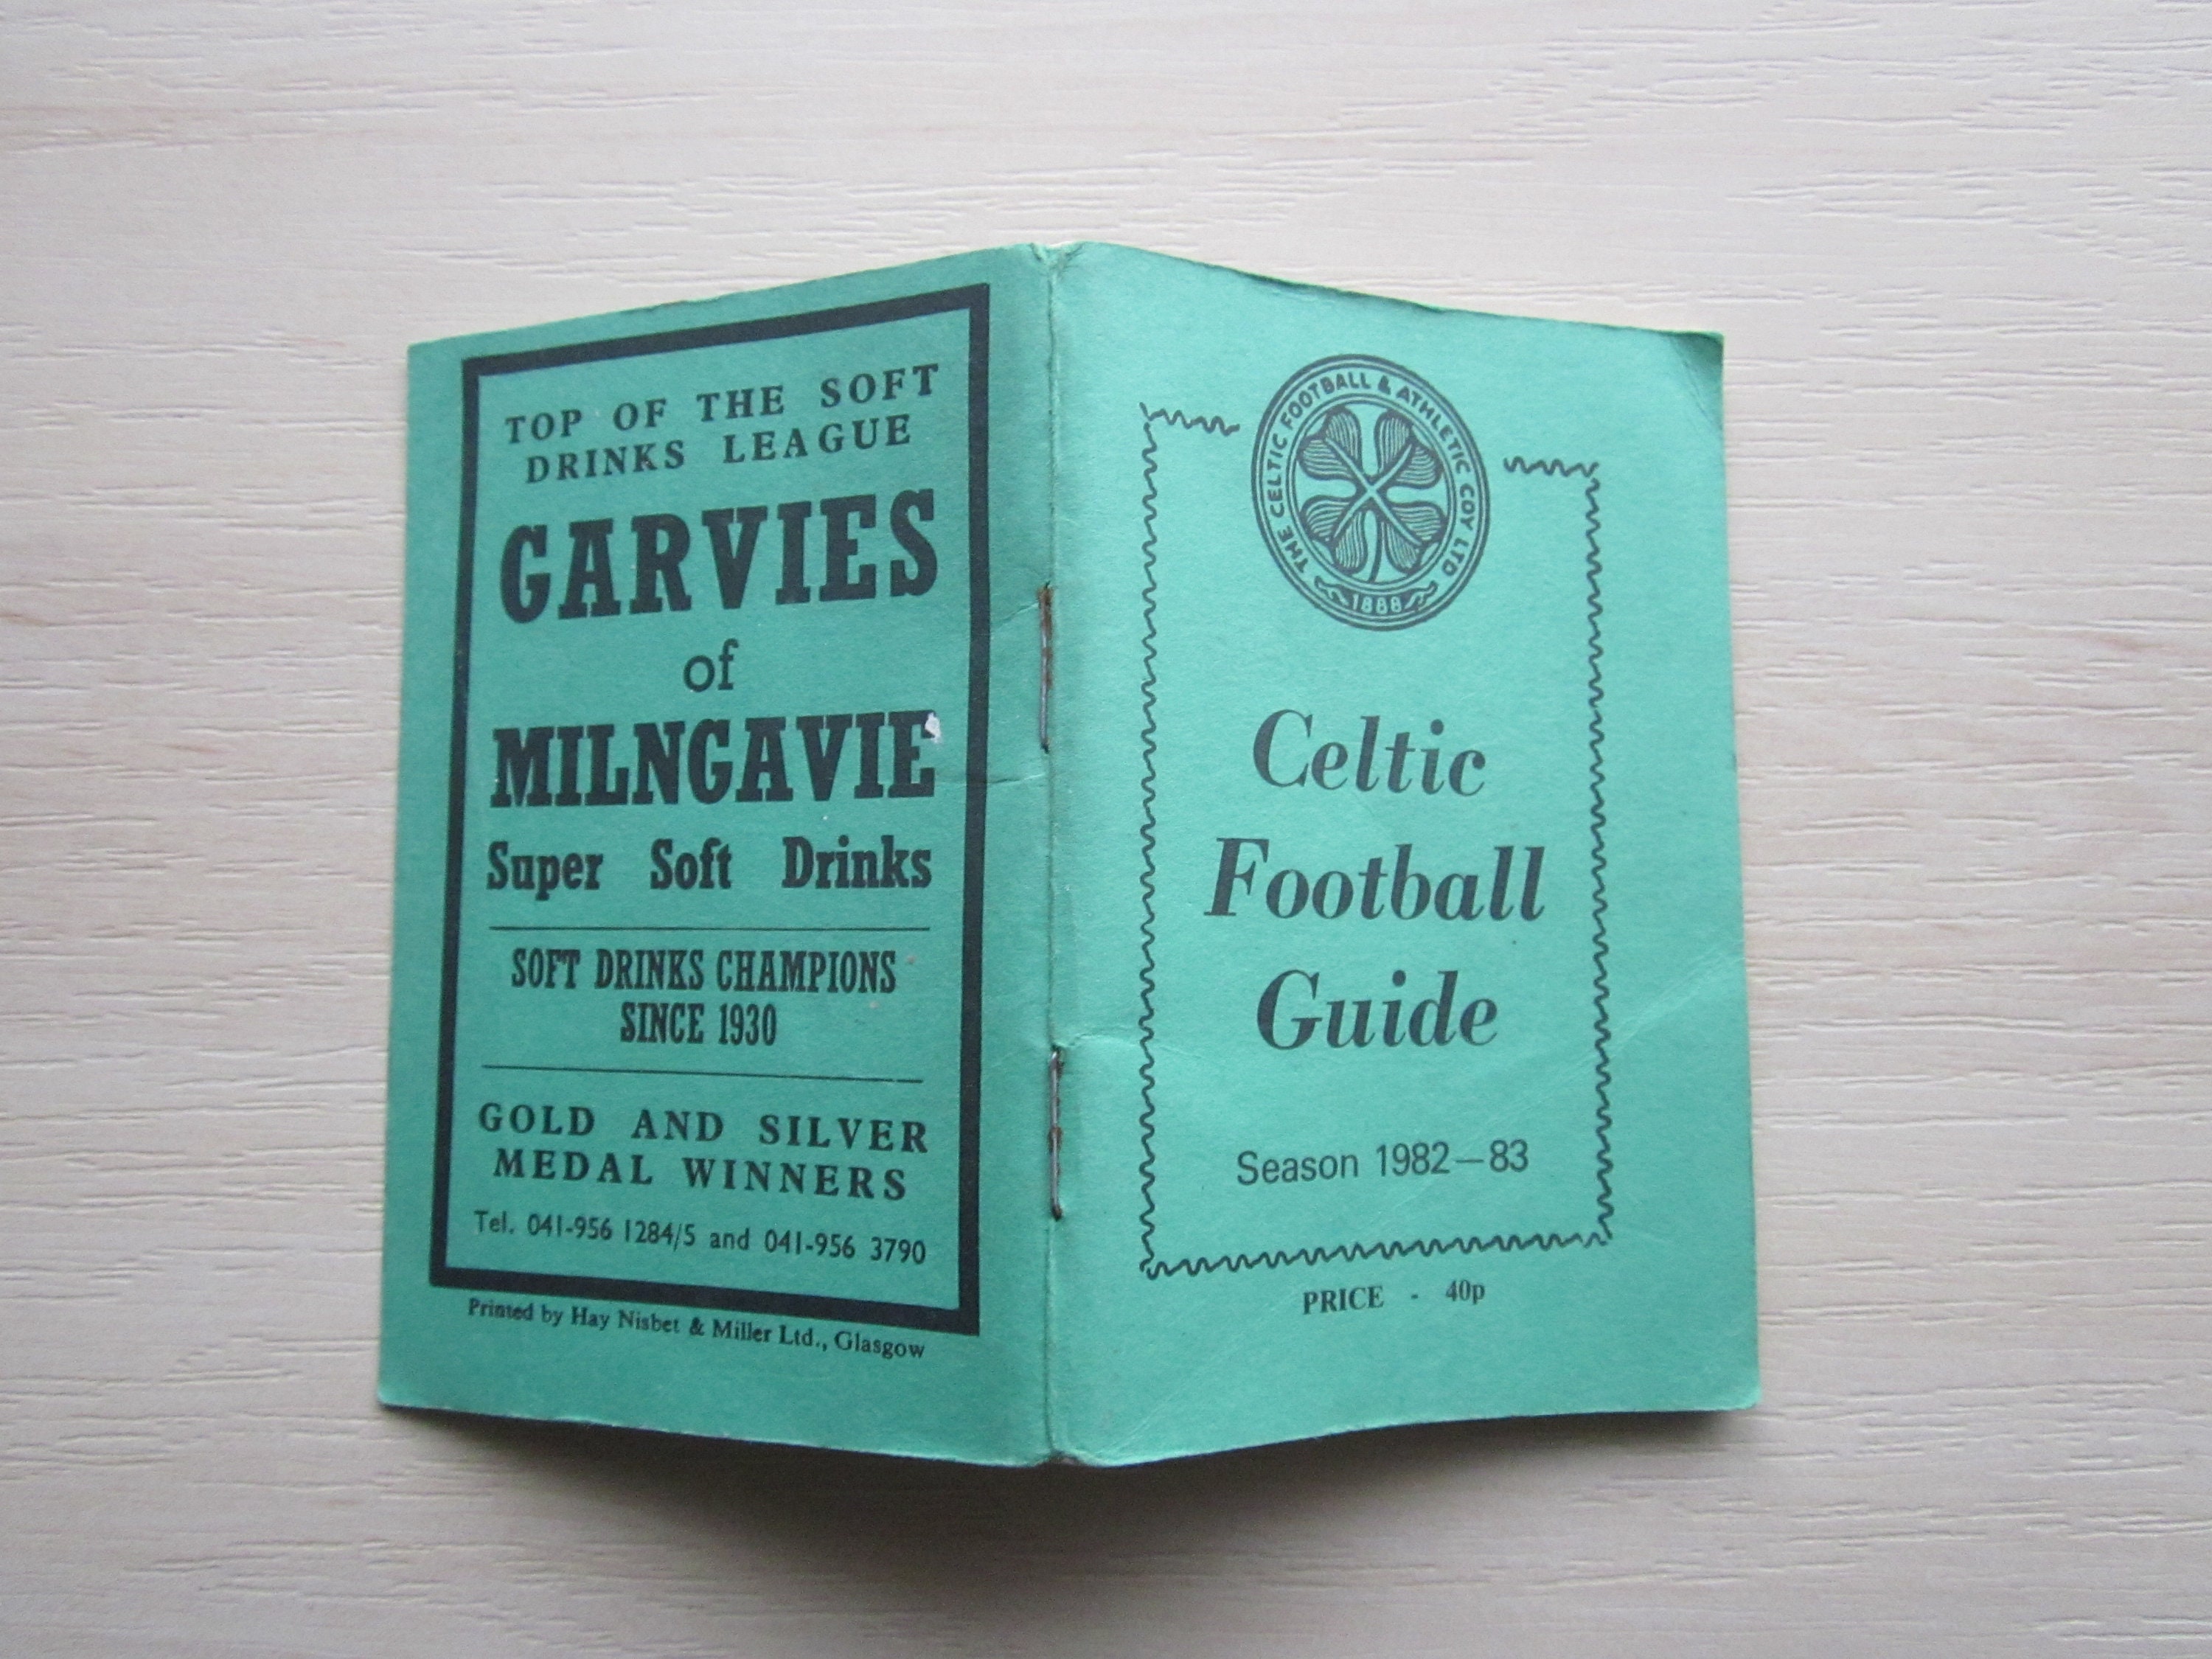 TOP OF THE SOFT
DRINKS LEAGUE
GARVIES
of
MILNGAVIE
Super Soft Drinks
SOFT DRINKS CHAMPIONS
SINCE 1930
GOLD AND SILVER
MEDAL WINNERS
Tel. 041-956 1284/5 and 041-956 3790
Printed by Hay Nisbet & Miller Ltd., Glasgow
THE CELTIC FOOTBALL & ATHLETIC COY LTD
1888
Celtic
Football
Guide
Season 1982–83
PRICE - 40p